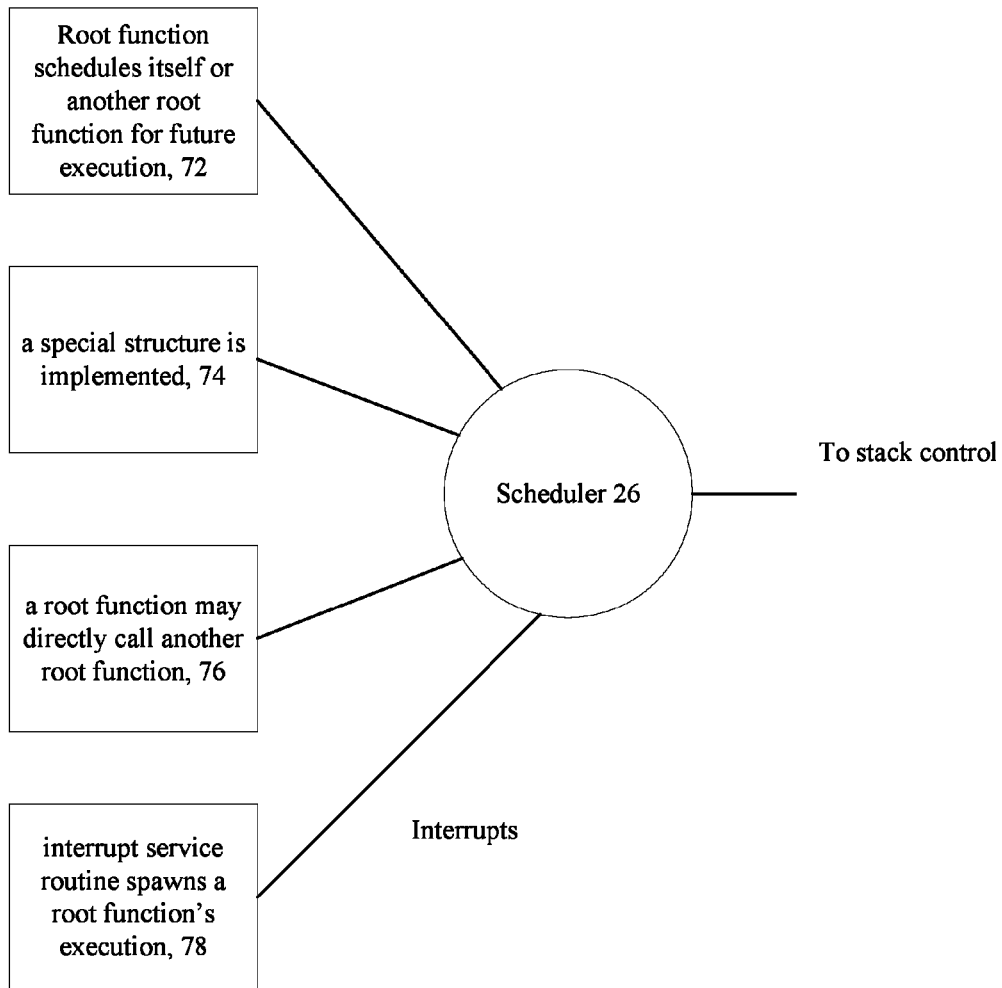 Root function
schedules itself or
another root
function for future
execution, 72
a special structure is
implemented, 74
To stack control
Scheduler 26
a root function may
directly call another
root function, 76
Interrupts
interrupt service
routine spawns a
root function’s
execution, 78